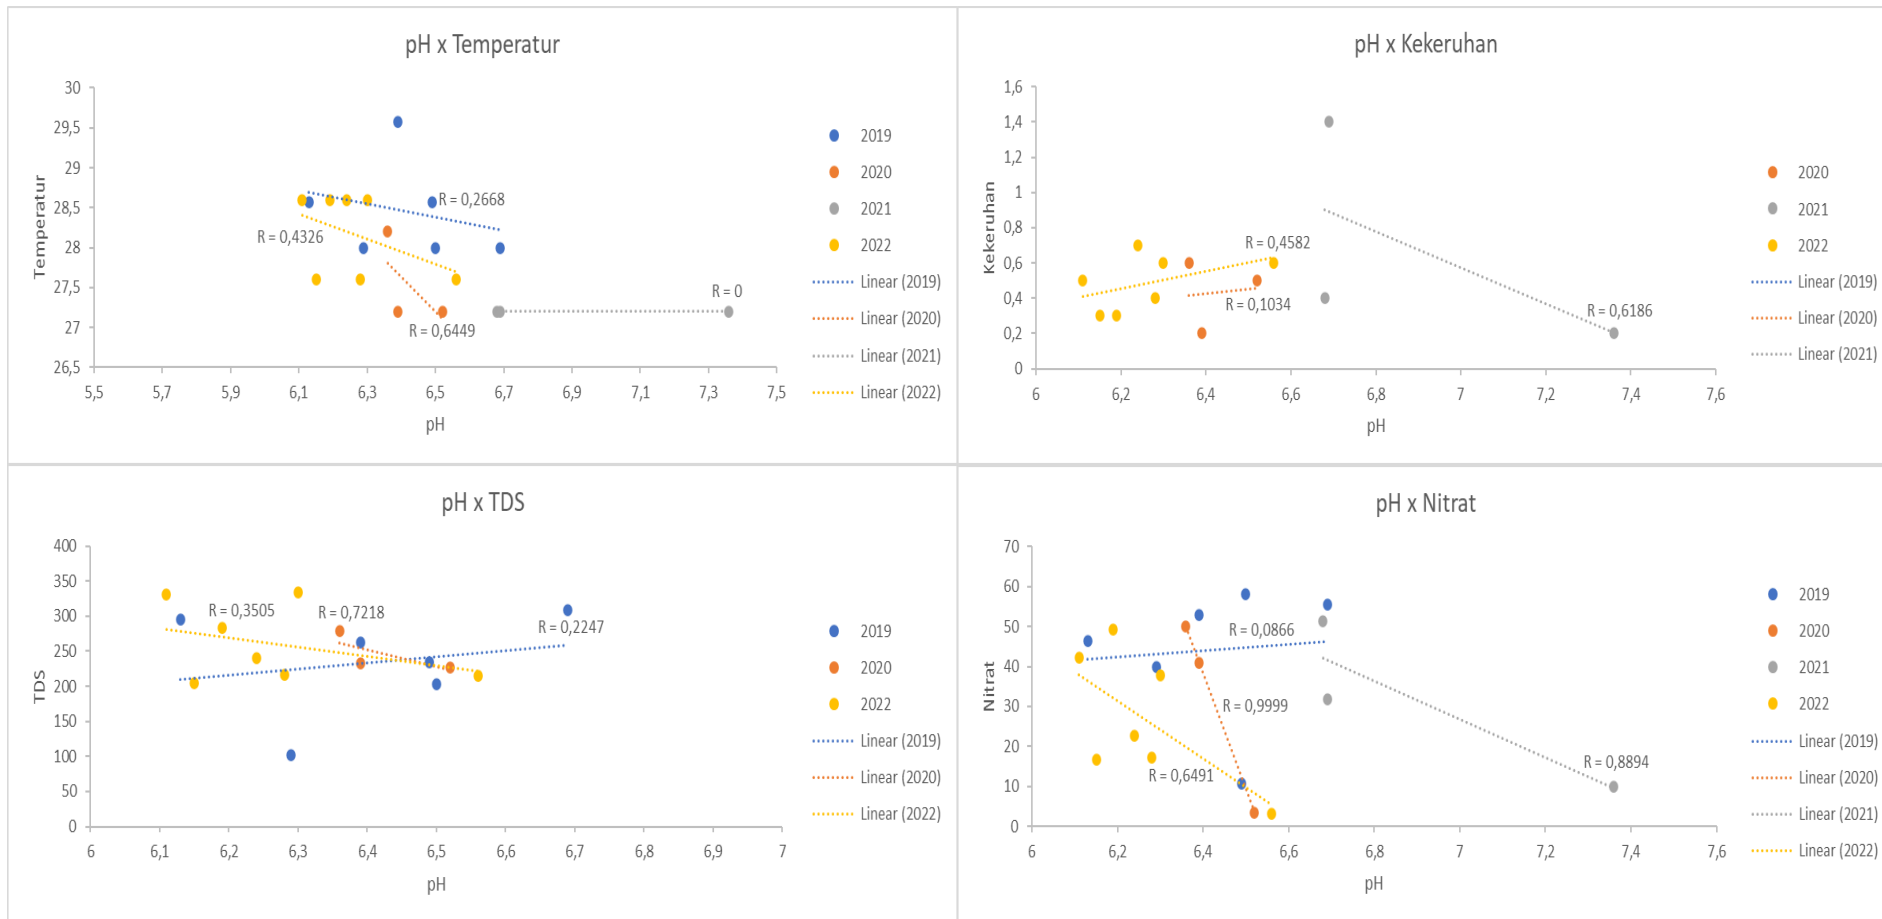 pH x Temperatur
30
29,5
29
28,5
28
27,5
27
26,5
Temperatur
5,5 5,7 5,9 6,1 6,3 6,5 6,7 6,9 7,1 7,3 7,5
pH
R = 0,2668
R = 0,4326
R = 0,6449
R = 0
2019
2020
2021
2022
Linear (2019)
Linear (2020)
Linear (2021)
Linear (2022)
pH x Kekeruhan
1,6
1,4
1,2
1
0,8
0,6
0,4
0,2
0
Kekeruhan
6 6,2 6,4 6,6 6,8 7 7,2 7,4 7,6
pH
R = 0,4582
R = 0,1034
R = 0,6186
2020
2021
2022
Linear (2019)
Linear (2020)
Linear (2021)
pH x TDS
400
350
300
250
200
150
100
50
0
TDS
6 6,1 6,2 6,3 6,4 6,5 6,6 6,7 6,8 6,9 7
pH
R = 0,3505
R = 0,7218
R = 0,2247
2019
2020
2022
Linear (2019)
Linear (2020)
Linear (2022)
pH x Nitrat
70
60
50
40
30
20
10
0
Nitrat
6 6,2 6,4 6,6 6,8 7 7,2 7,4 7,6
pH
R = 0,0866
R = 0,9999
R = 0,6491
R = 0,8894
2019
2020
2021
2022
Linear (2019)
Linear (2020)
Linear (2021)
Linear (2022)